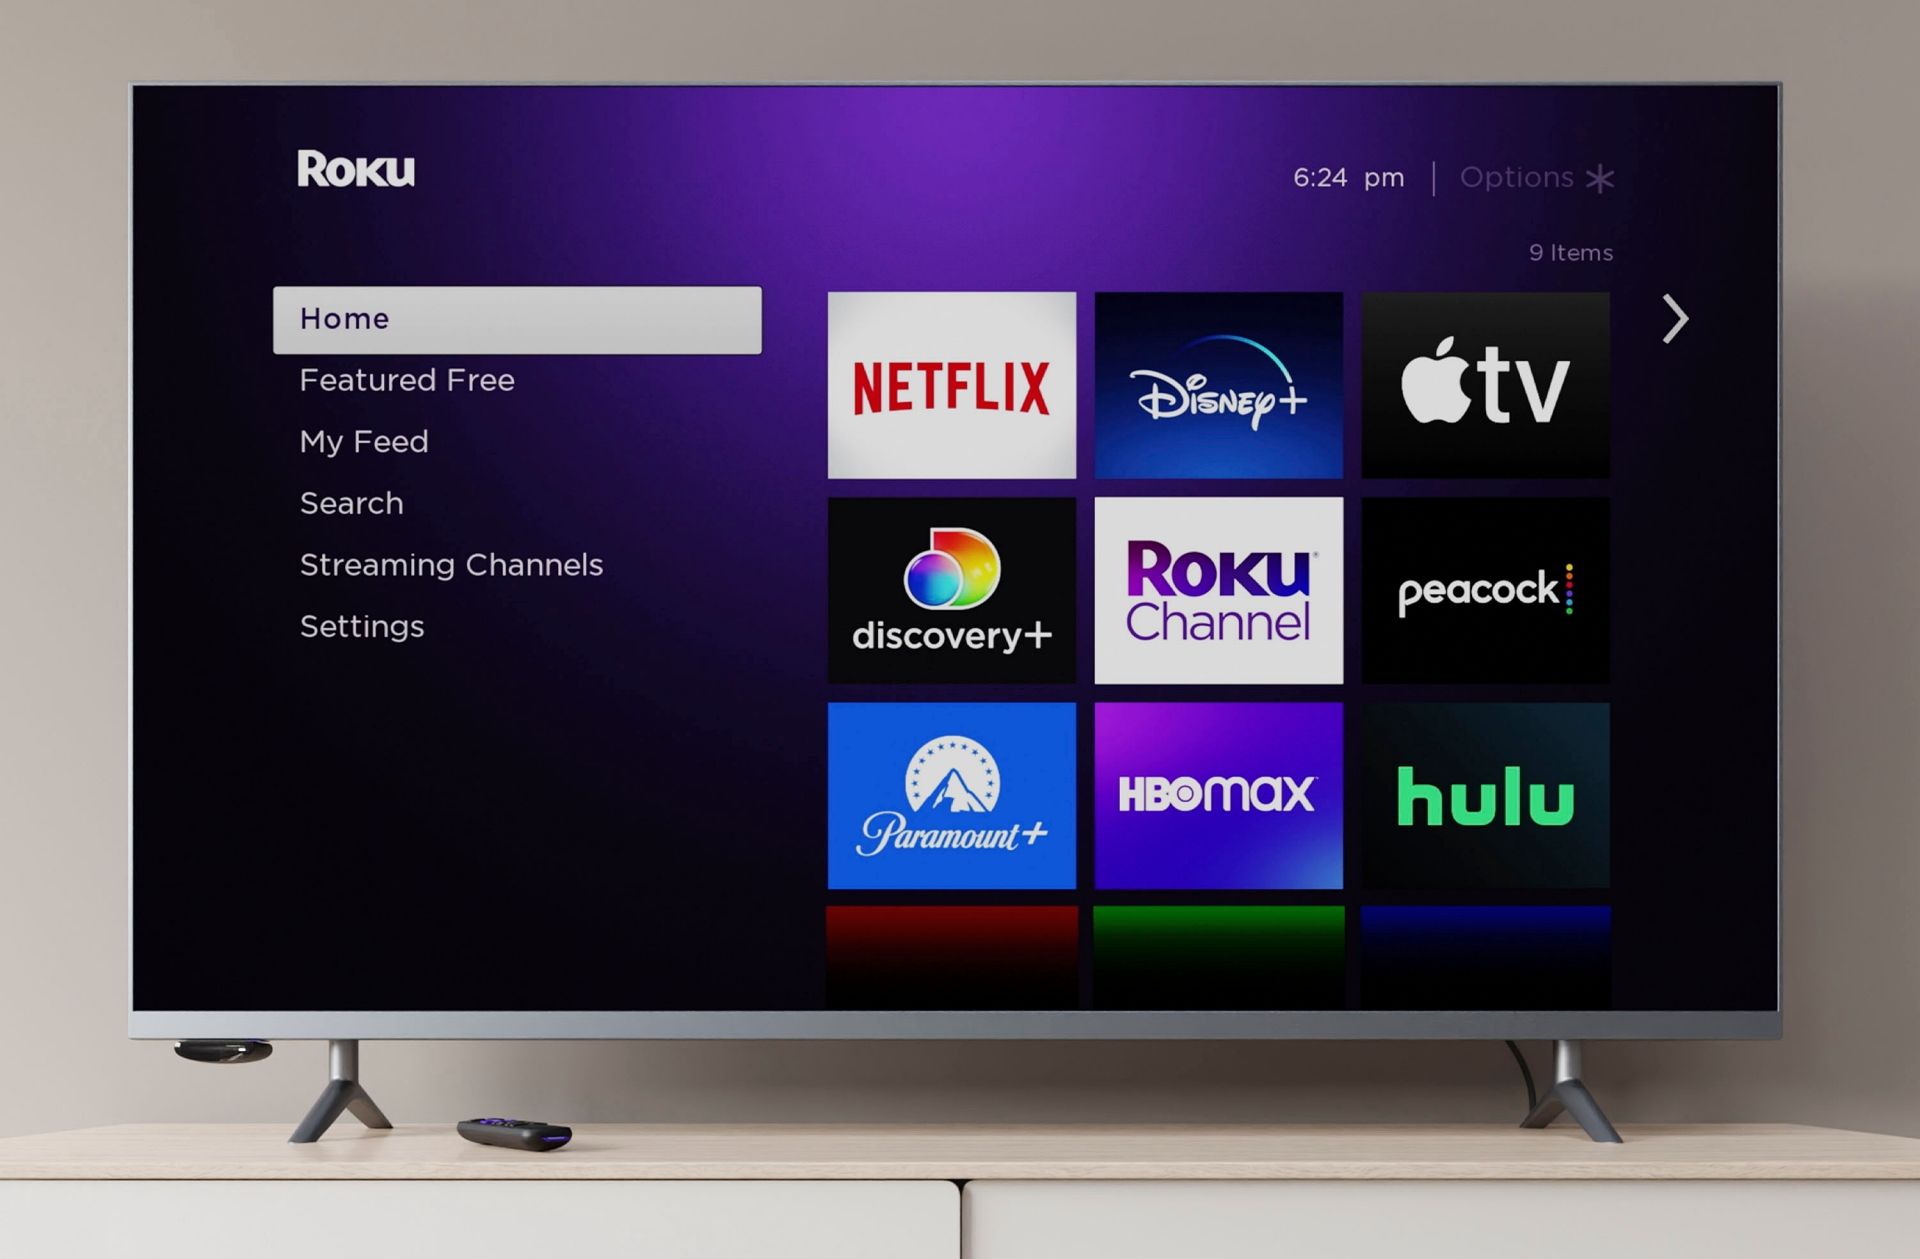 Roku
6:24 pm | Options *
9 Items
Home
Featured Free
My Feed
Search
Streaming Channels
Settings
NETFLIX
Disney+
tv
discovery+
Roku
Channel
peacock
Paramount+
HBOmax
hulu